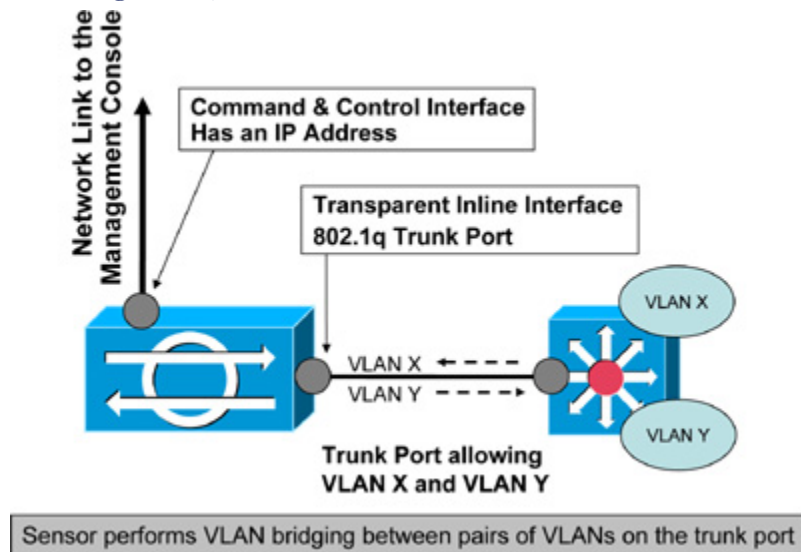 Network Link to the
Management Console
Command & Control Interface
Has an IP Address
Transparent Inline Interface
802.1q Trunk Port
VLAN X
VLAN X
VLAN Y
VLAN Y
Trunk Port allowing
VLAN X and VLAN Y
Sensor performs VLAN bridging between pairs of VLANs on the trunk port